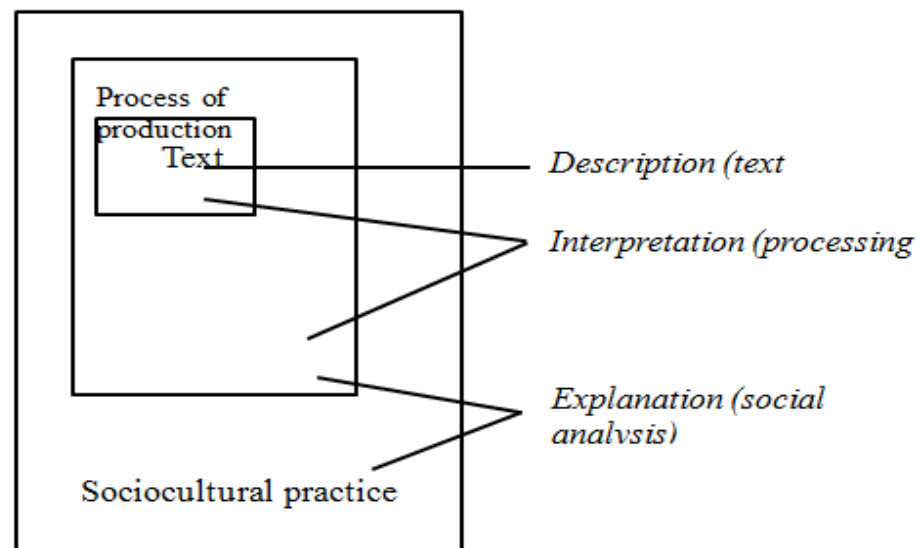 Process of
production
Text
Description (text
Interpretation (processing
Explanation (social
analysis)
Sociocultural practice